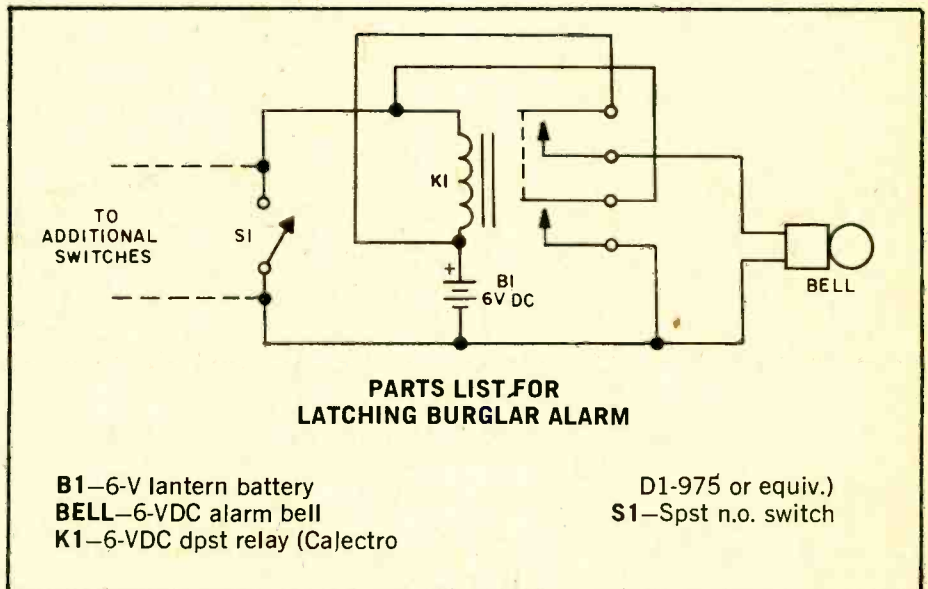 TO
ADDITIONAL
SWITCHES
S1
K1
+
B1
6V DC
BELL
PARTS LIST FOR
LATCHING BURGLAR ALARM
B1—6-V lantern battery
BELL—6-VDC alarm bell
K1—6-VDC dpst relay (Calectro
D1-975 or equiv.)
S1—Spst n.o. switch